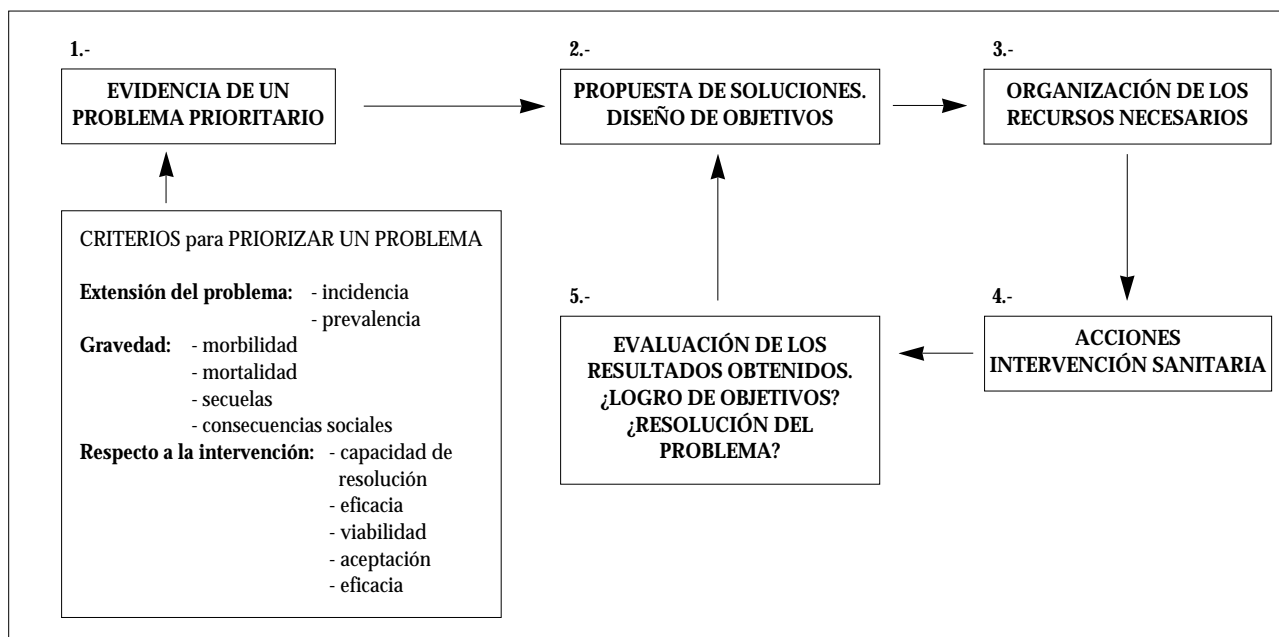 1.-
EVIDENCIA DE UN
PROBLEMA PRIORITARIO
2.-
PROPUESTA DE SOLUCIONES.
DISEÑO DE OBJETIVOS
3.-
ORGANIZACIÓN DE LOS
RECURSOS NECESARIOS
CRITERIOS para PRIORIZAR UN PROBLEMA
Extensión del problema: - incidencia
- prevalencia
Gravedad: - morbilidad
- mortalidad
- secuelas
- consecuencias sociales
Respecto a la intervención: - capacidad de
resolución
- eficacia
- viabilidad
- aceptación
- eficacia
5.-
EVALUACIÓN DE LOS
RESULTADOS OBTENIDOS.
¿LOGRO DE OBJETIVOS?
¿RESOLUCIÓN DEL
PROBLEMA?
4.-
ACCIONES
INTERVENCIÓN SANITARIA